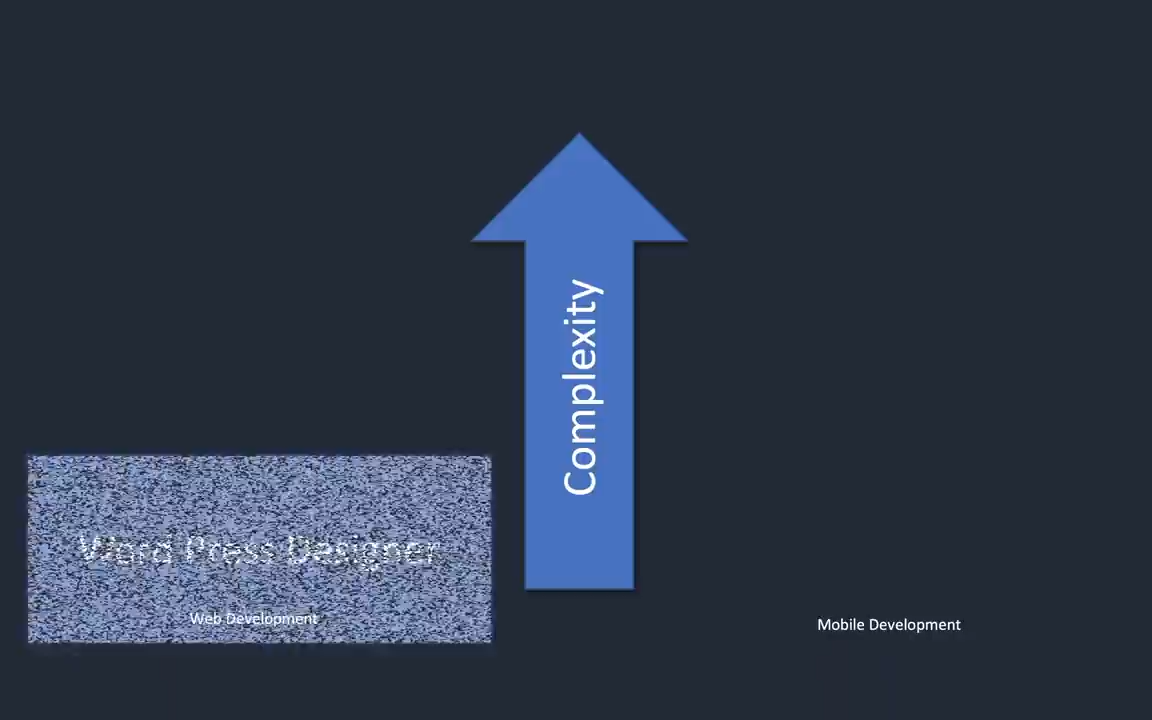 Complexity
Word Press Designer
Web Development
Mobile Development